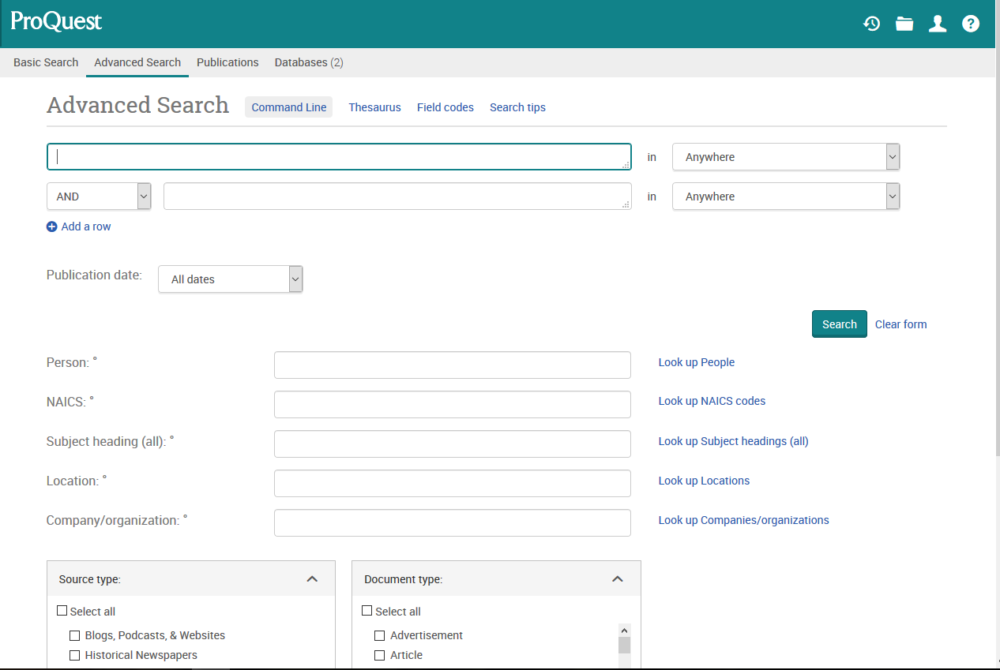 ProQuest
Basic Search Advanced Search Publications Databases (2)
Advanced Search Command Line Thesaurus Field codes Search tips
in Anywhere
AND in Anywhere
Add a row
Publication date: All dates
Search Clear form
Person: ° Look up People
NAICS: ° Look up NAICS codes
Subject heading (all): ° Look up Subject headings (all)
Location: ° Look up Locations
Company/organization: ° Look up Companies/organizations
Source type: Document type:
Select all Select all
Blogs, Podcasts, & Websites Advertisement
Historical Newspapers Article